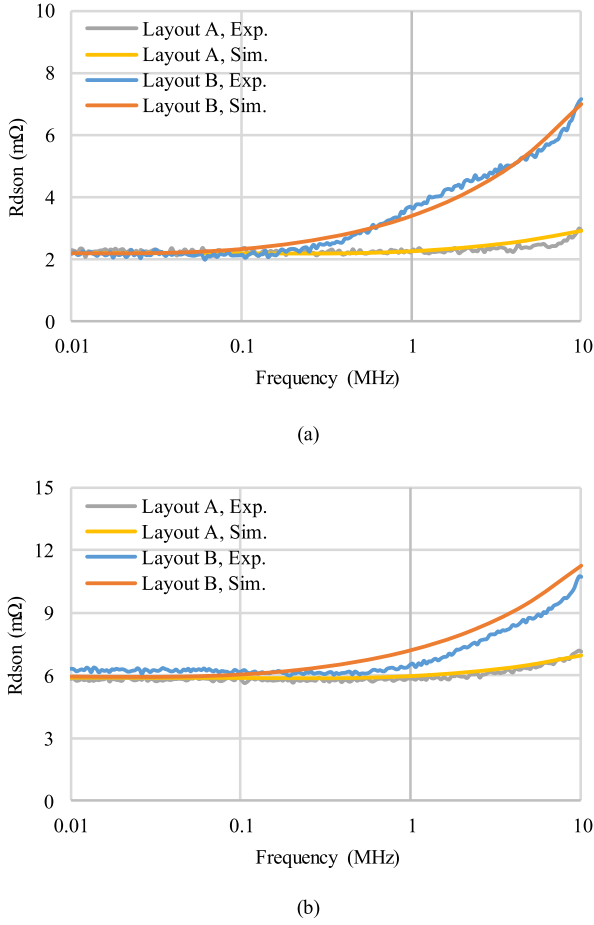 10
8
6
4
2
0
Rdson (mΩ)
Layout A, Exp.
Layout A, Sim.
Layout B, Exp.
Layout B, Sim.
0.01 0.1 1 10
Frequency (MHz)
(a)
15
12
9
6
3
0
Rdson (mΩ)
Layout A, Exp.
Layout A, Sim.
Layout B, Exp.
Layout B, Sim.
0.01 0.1 1 10
Frequency (MHz)
(b)